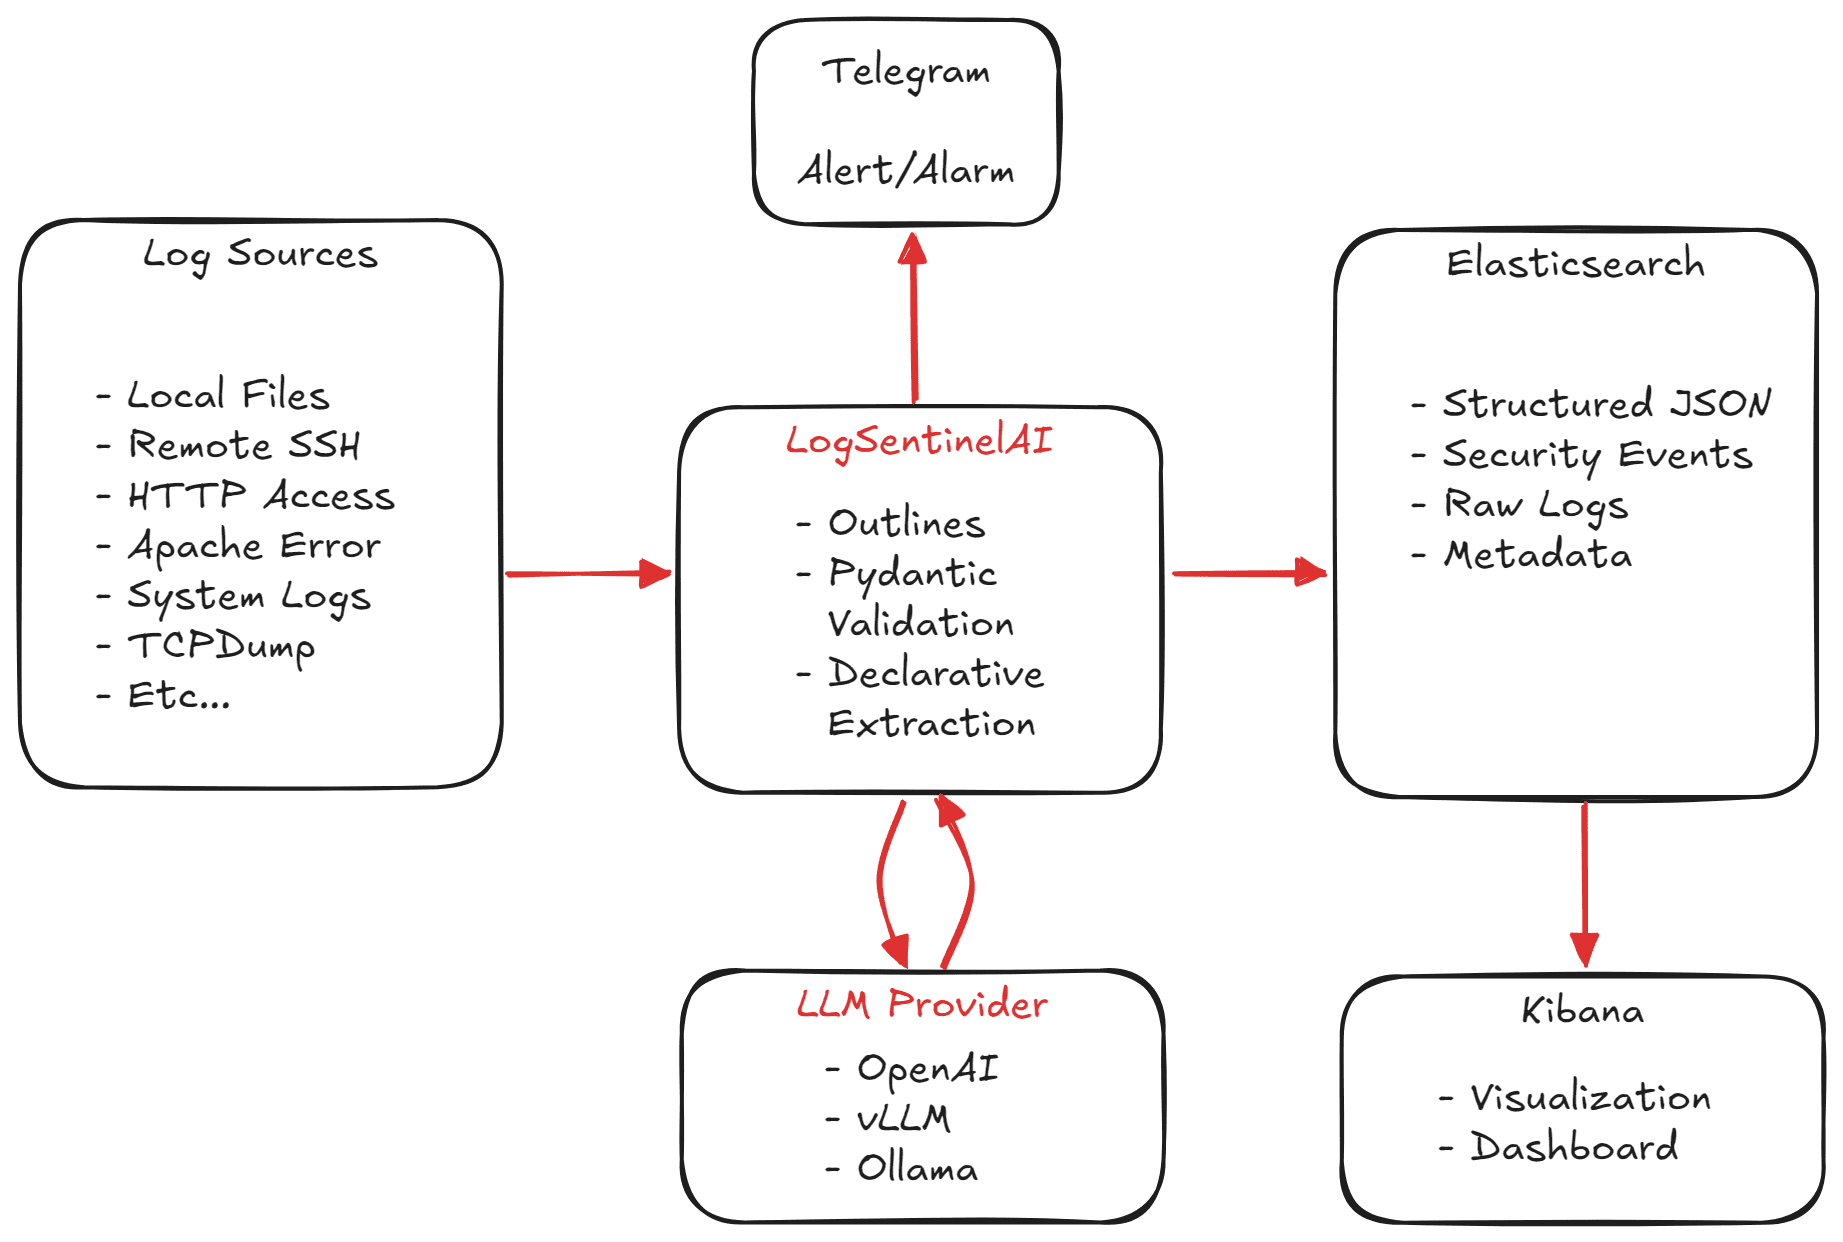 Telegram
Alert/Alarm
Log Sources
- Local Files
- Remote SSH
- HTTP Access
- Apache Error
- System Logs
- TCPDump
- Etc...
LogSentinelAI
- Outlines
- Pydantic
Validation
- Declarative
Extraction
Elasticsearch
- Structured JSON
- Security Events
- Raw Logs
- Metadata
LLM Provider
- OpenAI
- vLLM
- Ollama
Kibana
- Visualization
- Dashboard